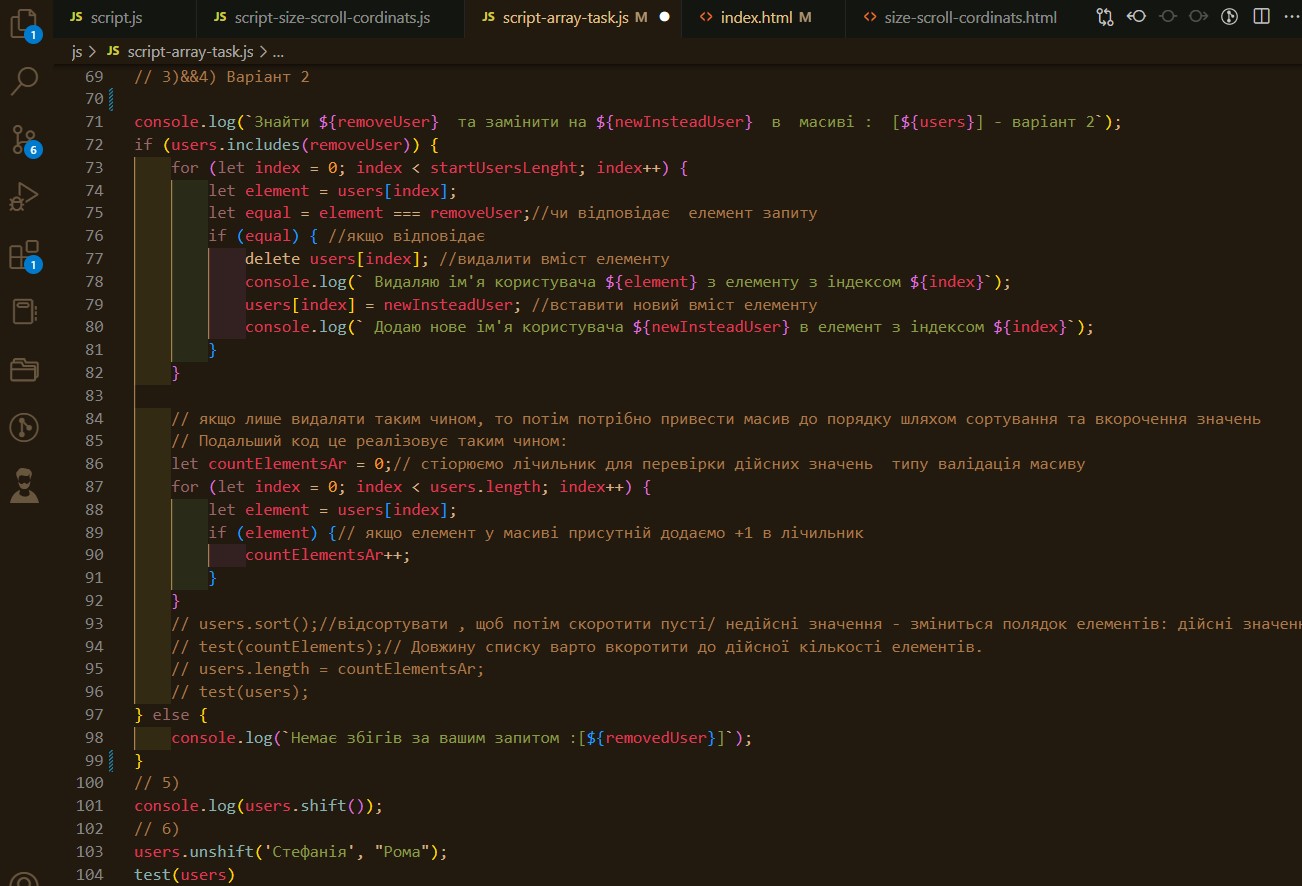 JS script.js
JS script-size-scroll-cordinats.js
JS script-array-task.js M
index.html M
size-scroll-cordinats.html
js > JS script-array-task.js > ...
1
6
1
69 // 3)&&4) Варіант 2
70
71 console.log(`Знайти ${removeUser}  та замінити на ${newInsteadUser}  в  масиві :  [${users}] - варіант 2`);
72 if (users.includes(removeUser)) {
73 for (let index = 0; index < startUsersLenght; index++) {
74 let element = users[index];
75 let equal = element === removeUser;//чи відповідає  елемент запиту
76 if (equal) { //якщо відповідає
77 delete users[index]; //видалити вміст елементу
78 console.log(` Видаляю ім'я користувача ${element} з елементу з індексом ${index}`);
79 users[index] = newInsteadUser; //вставити новий вміст елементу
80 console.log(` Додаю нове ім'я користувача ${newInsteadUser} в елемент з індексом ${index}`);
81 }
82 }
83
84 // якщо лише видаляти таким чином, то потім потрібно привести масив до порядку шляхом сортування та вкорочення значень
85 // Подальший код це реалізовує таким чином:
86 let countElementsAr = 0;// стіорюємо лічильник для перевірки дійсних значень  типу валідація масиву
87 for (let index = 0; index < users.length; index++) {
88 let element = users[index];
89 if (element) {// якщо елемент у масиві присутній додаємо +1 в лічильник
90 countElementsAr++;
91 }
92 }
93 // users.sort();//відсортувати , щоб потім скоротити пусті/ недійсні значення - зміниться полядок елементів: дійсні значен
94 // test(countElements);// Довжину списку варто вкоротити до дійсної кількості елементів.
95 // users.length = countElementsAr;
96 // test(users);
97 } else {
98 console.log(`Немає збігів за вашим запитом :[${removedUser}]`);
99 }
100 // 5)
101 console.log(users.shift());
102 // 6)
103 users.unshift('Стефанія', "Рома");
104 test(users)